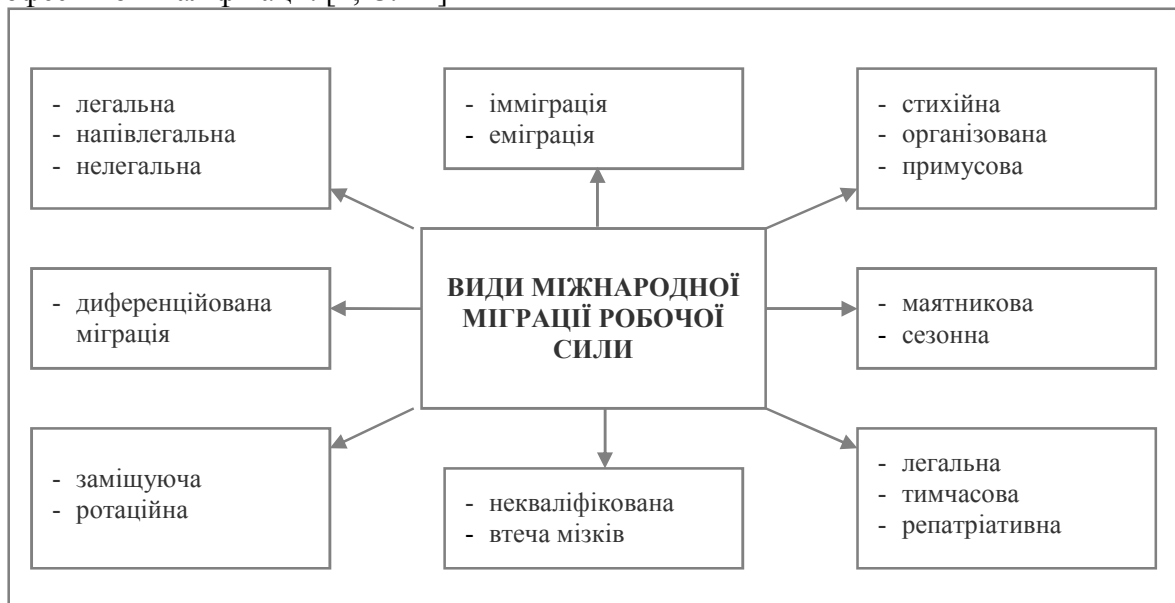 - легальна
- напівлегальна
- нелегальна
- імміграція
- еміграція
- стихійна
- організована
- примусова
- диференційована
міграція
ВИДИ МІЖНАРОДНОЇ
МІГРАЦІЇ РОБОЧОЇ
СИЛИ
- маятникова
- сезонна
- заміщуюча
- ротаційна
- некваліфікована
- втеча мізків
- легальна
- тимчасова
- репатріативна